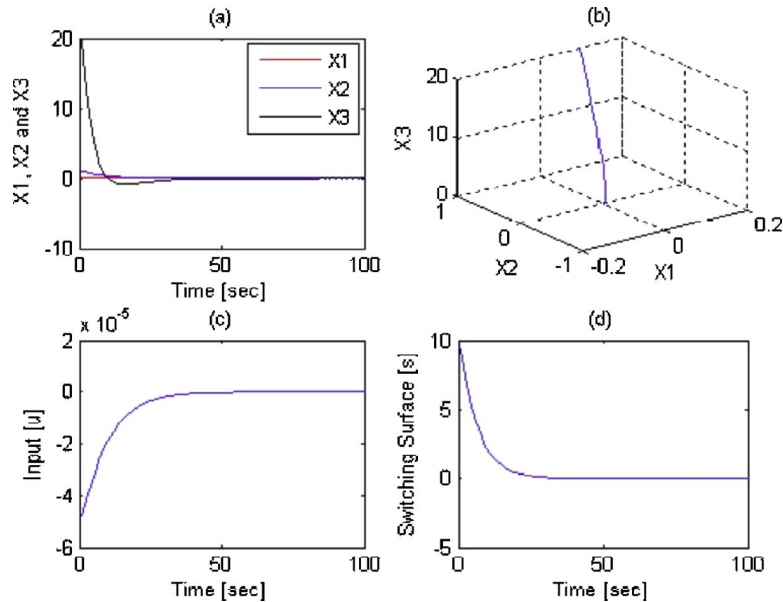 (a)
X1, X2 and X3
20
10
0
-10
0
50
100
Time [sec]
X1
X2
X3
(b)
X3
20
10
0
1
0
-1
X2
-0.2
0
0.2
X1
(c)
x 10-5
Input [u]
2
0
-2
-4
-6
0
50
100
Time [sec]
(d)
Switching Surface [s]
10
5
0
-5
0
50
100
Time [sec]